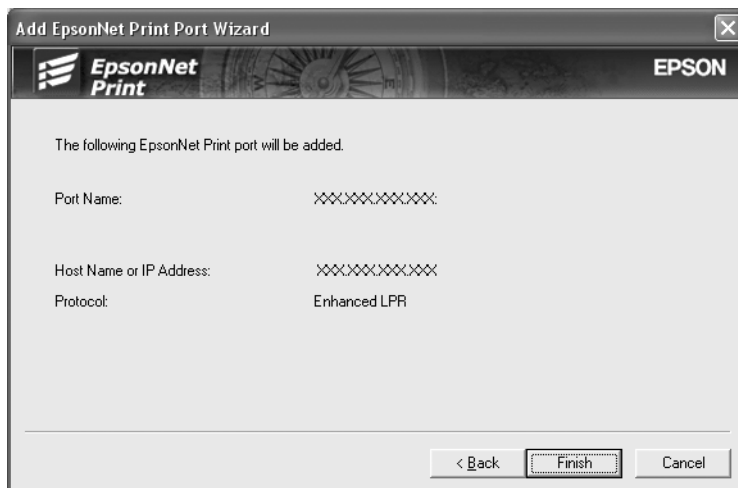 Add EpsonNet Print Port Wizard
EpsonNet
Print
EPSON
The following EpsonNet Print port will be added.
Port Name: XXX.XXX.XXX.XXX:
Host Name or IP Address: XXX.XXX.XXX.XXX
Protocol: Enhanced LPR
< Back Finish Cancel